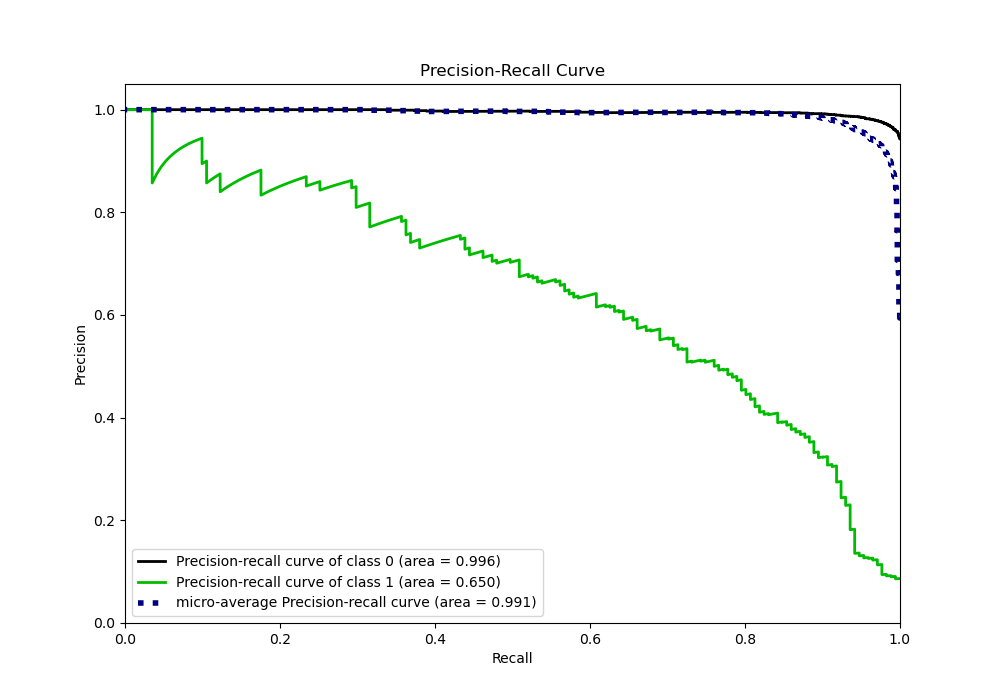 Precision-Recall Curve
1.0
0.8
0.6
0.4
0.2
0.0
Precision
Precision-recall curve of class 0 (area = 0.996)
Precision-recall curve of class 1 (area = 0.650)
micro-average Precision-recall curve (area = 0.991)
0.0 0.2 0.4 0.6 0.8 1.0
Recall